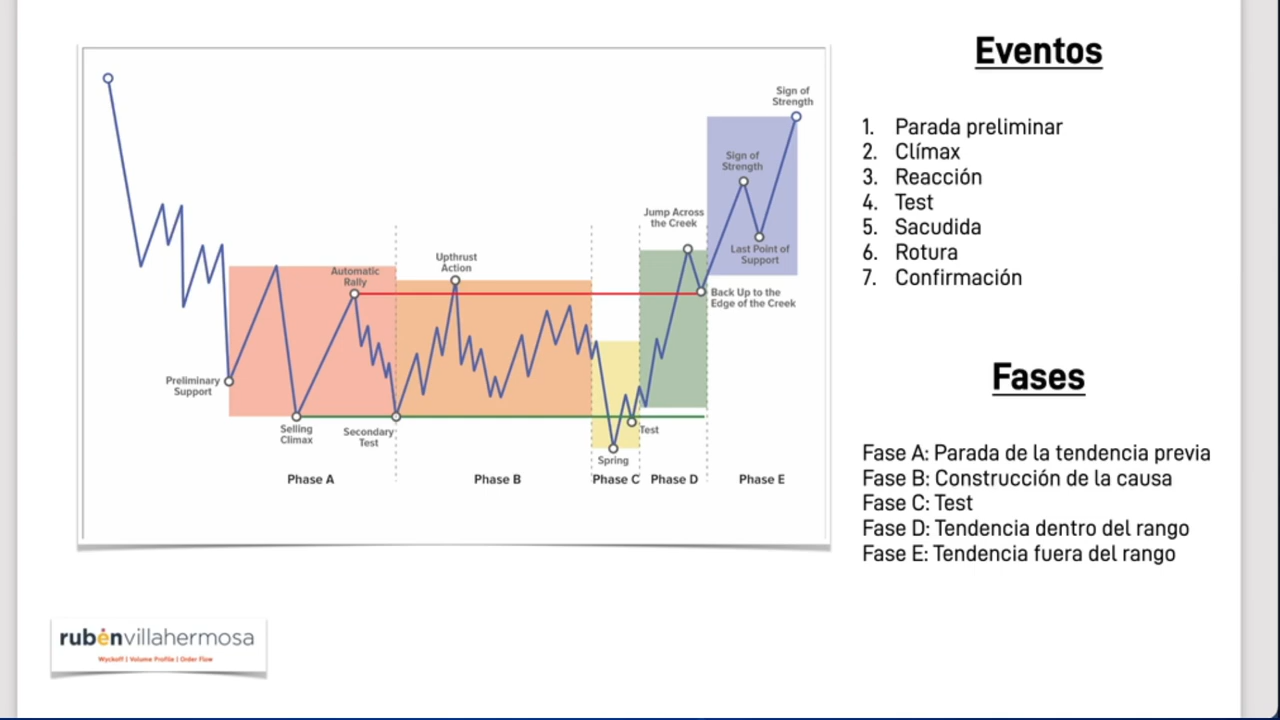 Sign of
Strength
Sign of
Strength
Jump Across
the Creek
Last Point of
Support
Upthrust
Action
Automatic
Rally
Back Up to the
Edge of the Creek
Preliminary
Support
Selling
Climax
Secondary
Test
Test
Spring
Phase A
Phase B
Phase C
Phase D
Phase E
Eventos
1. Parada preliminar
2. Clímax
3. Reacción
4. Test
5. Sacudida
6. Rotura
7. Confirmación
Fases
Fase A: Parada de la tendencia previa
Fase B: Construcción de la causa
Fase C: Test
Fase D: Tendencia dentro del rango
Fase E: Tendencia fuera del rango
rubénvillahermosa
Wyckoff | Volume Profile | Order Flow